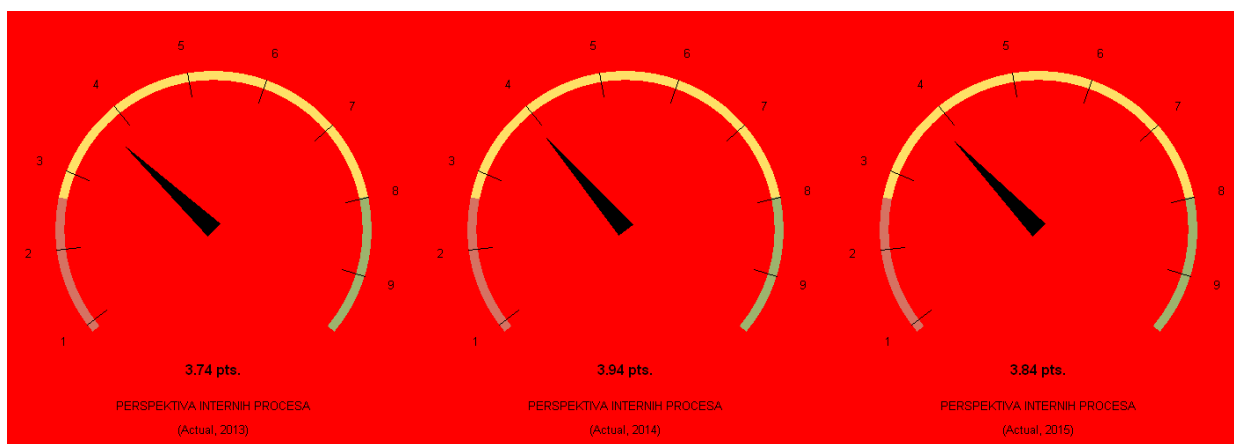 1 2 3 4 5 6 7 8 9
3.74 pts.
PERSPEKTIVA INTERNIH PROCESA
(Actual, 2013)
1 2 3 4 5 6 7 8 9
3.94 pts.
PERSPEKTIVA INTERNIH PROCESA
(Actual, 2014)
1 2 3 4 5 6 7 8 9
3.84 pts.
PERSPEKTIVA INTERNIH PROCESA
(Actual, 2015)